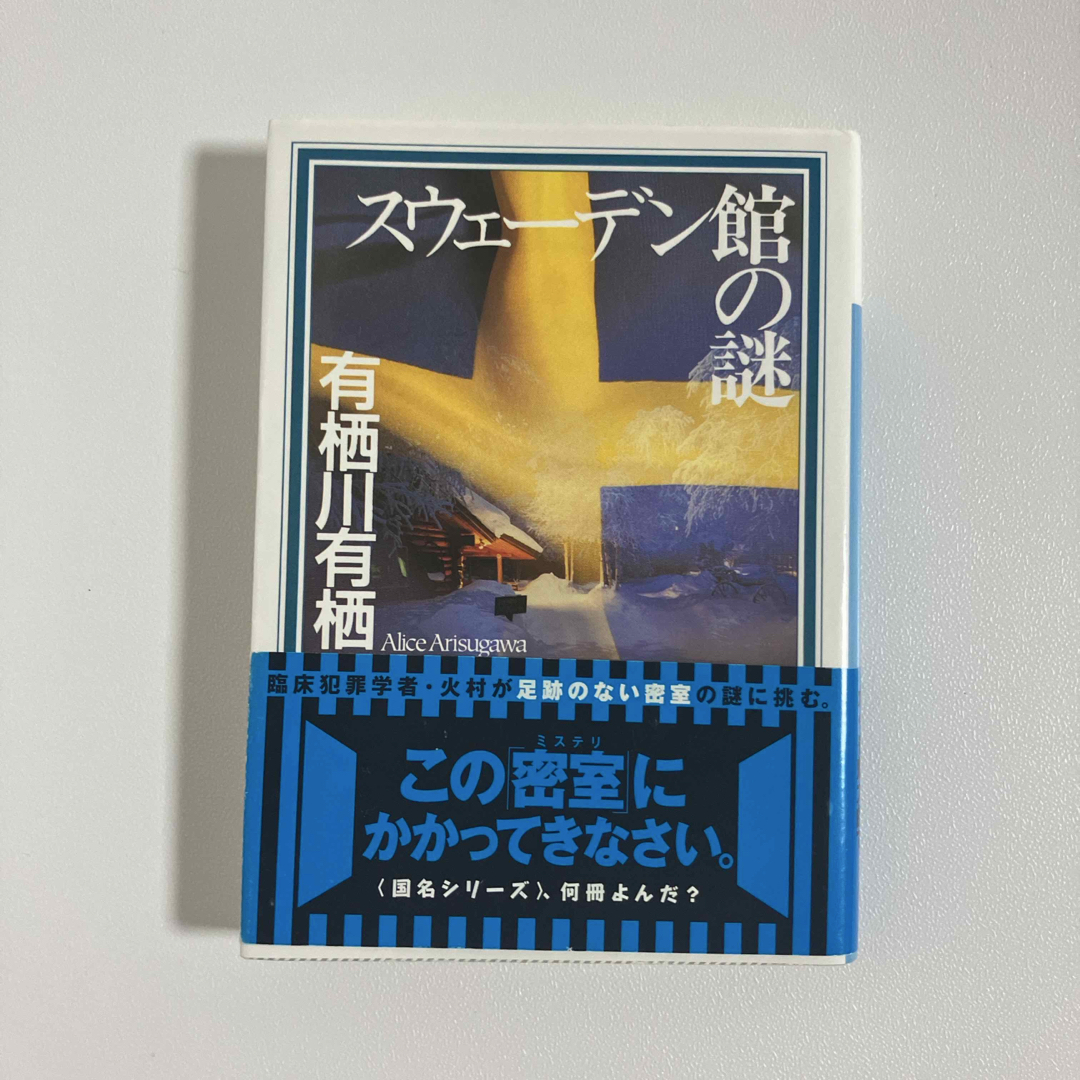 スウェーデン館の謎
有栖川有栖
Alice Arisugawa
臨床犯罪学者・火村が足跡のない密室の謎に挑む。
ミステリ
この「密室」に
かかってきなさい。
〈国名シリーズ〉、何冊よんだ?